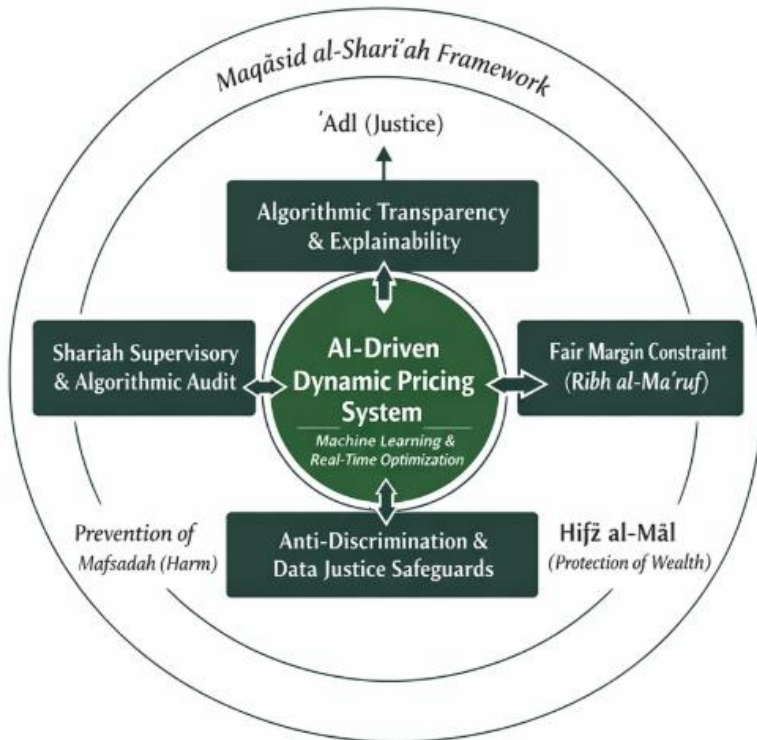 Maqāṣid al-Shari'ah Framework
'Adl (Justice)
Algorithmic Transparency
& Explainability
Shariah Supervisory
& Algorithmic Audit
AI-Driven
Dynamic Pricing
System
Machine Learning &
Real-Time Optimization
Fair Margin Constraint
(Ribh al-Ma'ruf)
Anti-Discrimination &
Data Justice Safeguards
Prevention of
Mafsadah (Harm)
Hifẓ̄ al-Māl
(Protection of Wealth)